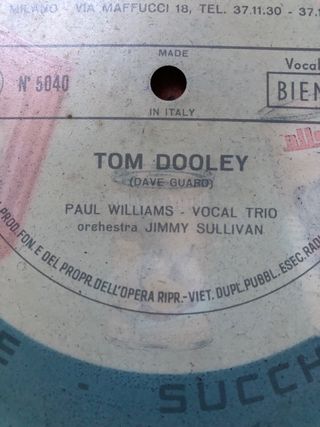 MILANO - VIA MAFFUCCI 18, TEL. 37.11.30 - 37.1
N° 5040
MADE
IN ITALY
Vocal
BIEN
TOM DOOLEY
(DAVE GUARD)
PAUL WILLIAMS - VOCAL TRIO
orchestra JIMMY SULLIVAN
PROD. FON. E DEL PROPR. DELL'OPERA RIPR. - VIET. DUPL. PUBBL. ESEC. RAD
E - SUCCH